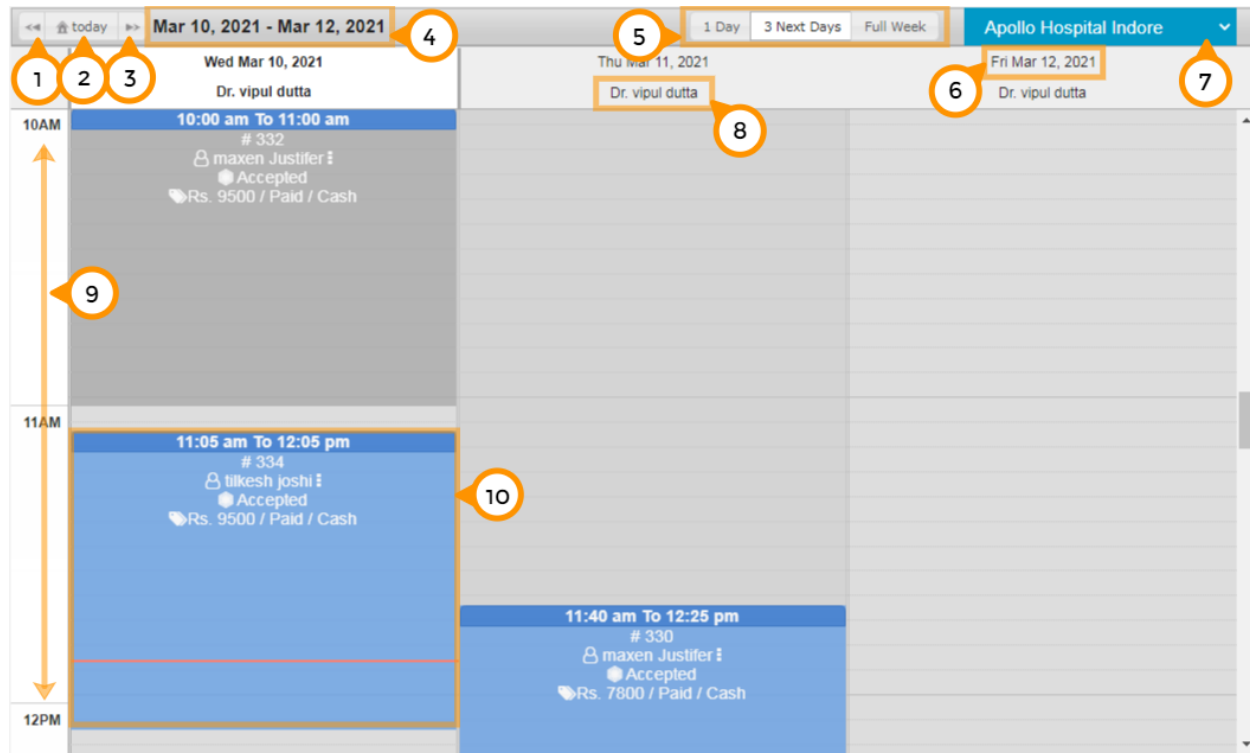 ◄◄ today ►► Mar 10, 2021 - Mar 12, 2021 1 Day 3 Next Days Full Week Apollo Hospital Indore
1 2 3 4 5 6 7
Wed Mar 10, 2021 Thu Mar 11, 2021 Fri Mar 12, 2021
Dr. vipul dutta Dr. vipul dutta Dr. vipul dutta
8
10AM
10:00 am To 11:00 am
# 332
maxen Justifer
Accepted
Rs. 9500 / Paid / Cash
9
11AM
11:05 am To 12:05 pm
# 334
tilkesh joshi
Accepted
Rs. 9500 / Paid / Cash
10
11:40 am To 12:25 pm
# 330
maxen Justifer
Accepted
Rs. 7800 / Paid / Cash
12PM